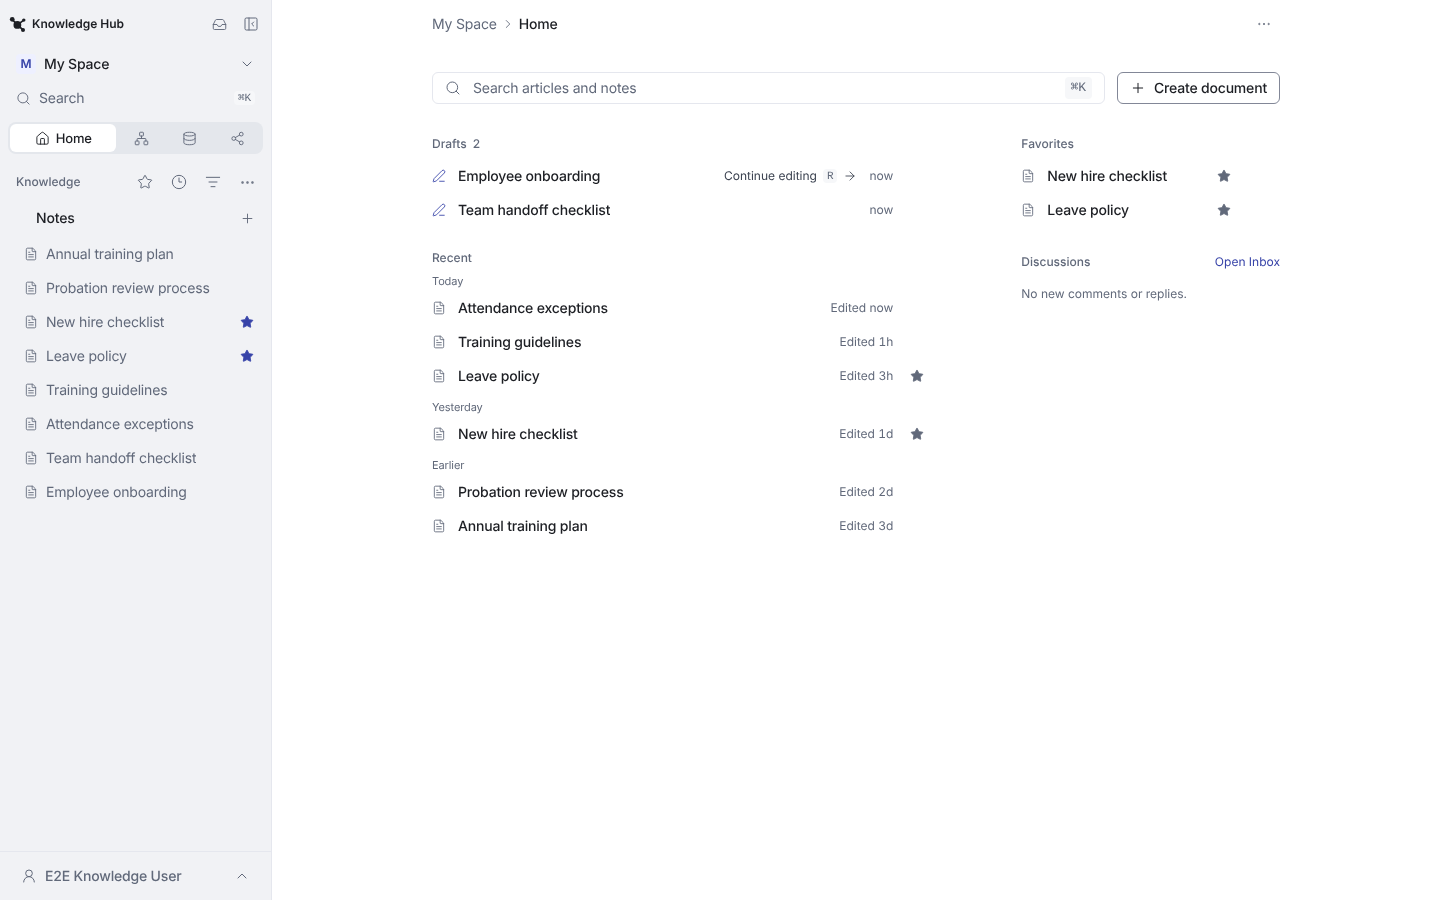 Knowledge Hub
M My Space
Search ⌘K
Home
Knowledge
Notes
Annual training plan
Probation review process
New hire checklist
Leave policy
Training guidelines
Attendance exceptions
Team handoff checklist
Employee onboarding
E2E Knowledge User
My Space Home
Search articles and notes ⌘K
Create document
Drafts 2
Employee onboarding Continue editing R now
Team handoff checklist now
Recent
Today
Attendance exceptions Edited now
Training guidelines Edited 1h
Leave policy Edited 3h
Yesterday
New hire checklist Edited 1d
Earlier
Probation review process Edited 2d
Annual training plan Edited 3d
Favorites
New hire checklist
Leave policy
Discussions Open Inbox
No new comments or replies.